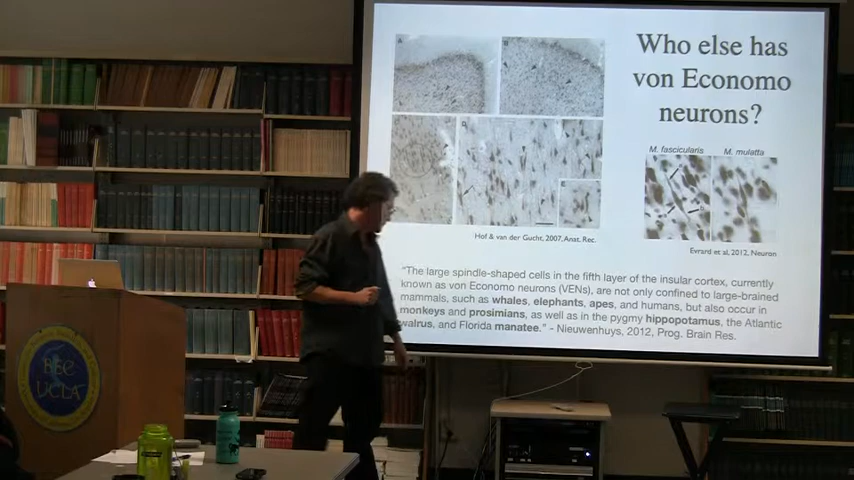 Who else has
von Economo
neurons?
A
B
M. fascicularis
M. mulatta
Hof & van der Gucht, 2007, Anat. Rec.
Evrard et al, 2012, Neuron
"The large spindle-shaped cells in the fifth layer of the insular cortex, currently
known as von Economo neurons (VENs), are not only confined to large-brained
mammals, such as whales, elephants, apes, and humans, but also occur in
monkeys and prosimians, as well as in the pygmy hippopotamus, the Atlantic
walrus, and Florida manatee." - Nieuwenhuys, 2012, Prog. Brain Res.
BEC
UCLA